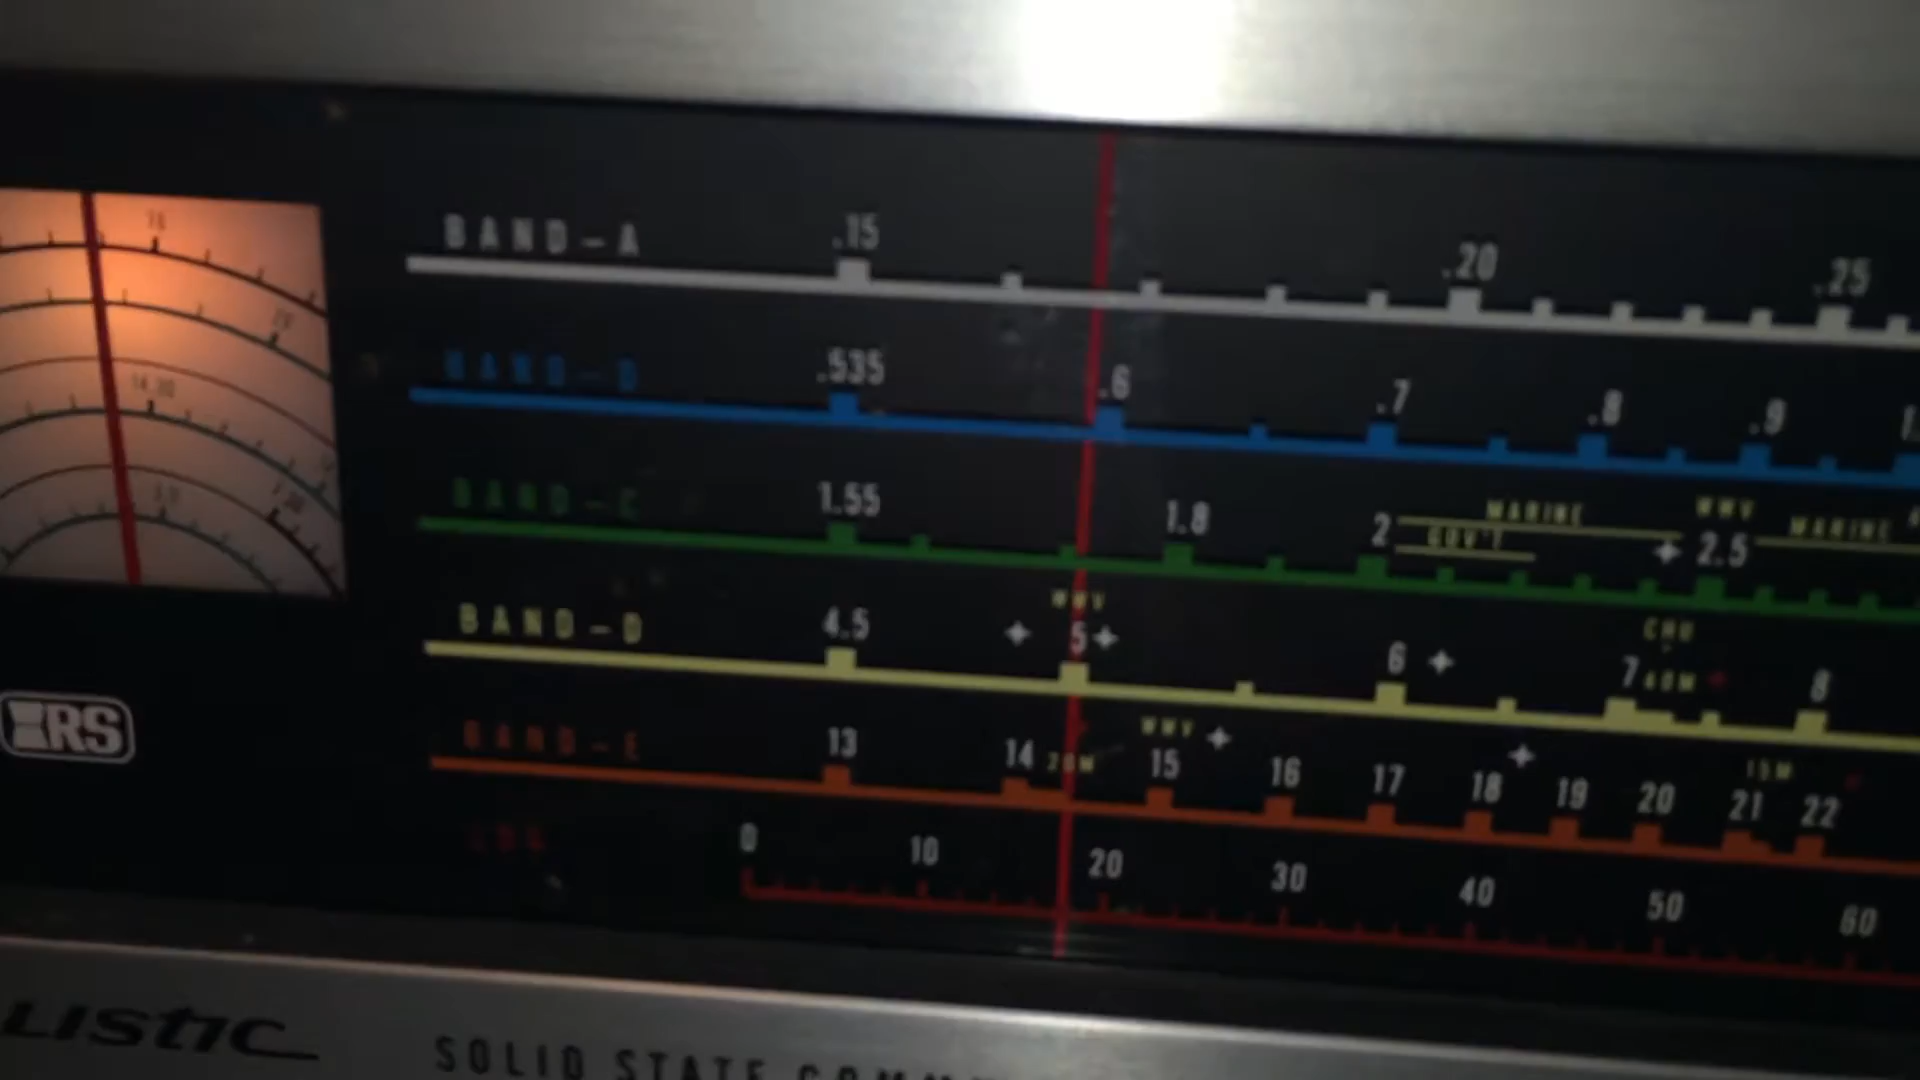 BAND-A .15 .20 .25
.535 .6 .7 .8 .9
BAND-C 1.55 1.8 2 GOV'T MARINE WWV 2.5 MARINE
BAND-D 4.5 WWV 5 6 CHU 7 40M 8
BAND-E 13 14 20M WWV 15 16 17 18 19 20 15M 21 22
0 10 20 30 40 50 60
RS
LISTIC SOLID STATE COMM